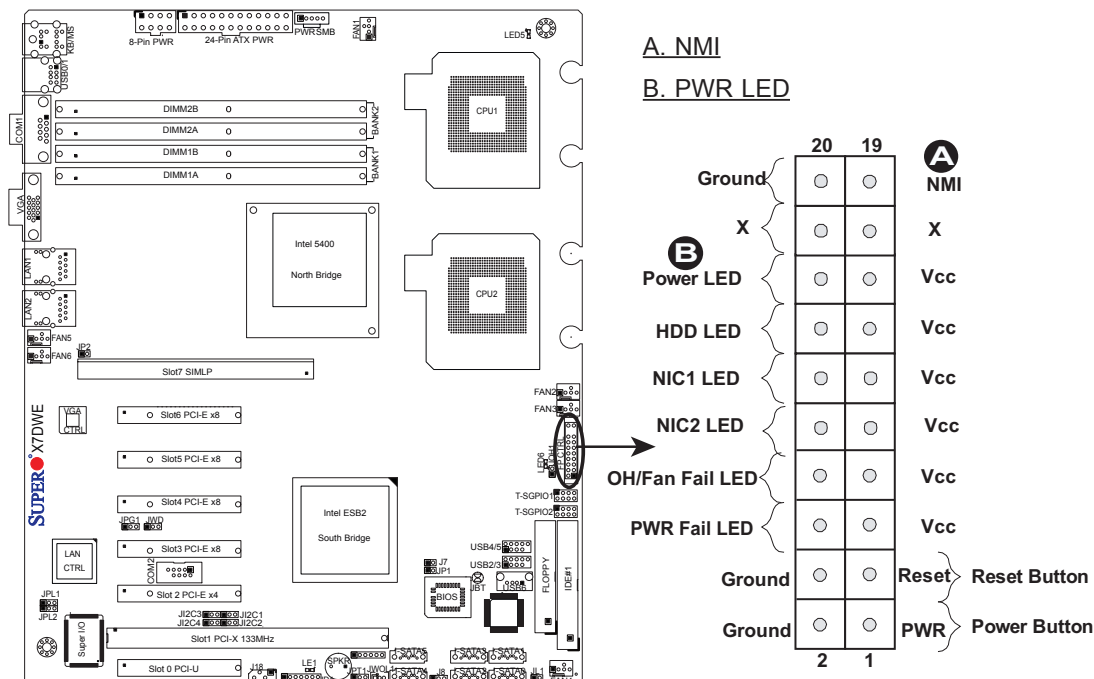 8-Pin PWR
24-Pin ATX PWR
PWRSMB
FAN1
LED5
KB/MS
USB0/1
COM1
VGA
LAN1
LAN2
DIMM2B
DIMM2A
DIMM1B
DIMM1A
BANK2
BANK1
CPU1
CPU2
Intel 5400
North Bridge
FAN5
FAN6
JP2
Slot7 SIMLP
SUPER X7DWE
VGA
CTRL
Slot6 PCI-E x8
Slot5 PCI-E x8
Slot4 PCI-E x8
JPG1
JWD
Slot3 PCI-E x8
COM2
Slot 2 PCI-E x4
LAN
CTRL
JPL1
JPL2
JI2C3
JI2C1
JI2C4
JI2C2
Super I/O
Slot1 PCI-X 133MHz
Slot 0 PCI-U
J18
LE1
SPKR
Intel ESB2
South Bridge
FAN2
FAN3
FP CTRL
LED6
T-SGPIO1
T-SGPIO2
USB4/5
USB2/3
J7
JP1
BIOS
JBT
USB6
FLOPPY
IDE#1
A. NMI
B. PWR LED
20 19
A
Ground NMI
X X
B
Power LED Vcc
HDD LED Vcc
NIC1 LED Vcc
NIC2 LED Vcc
OH/Fan Fail LED Vcc
PWR Fail LED Vcc
Ground Reset Reset Button
Ground PWR Power Button
2 1